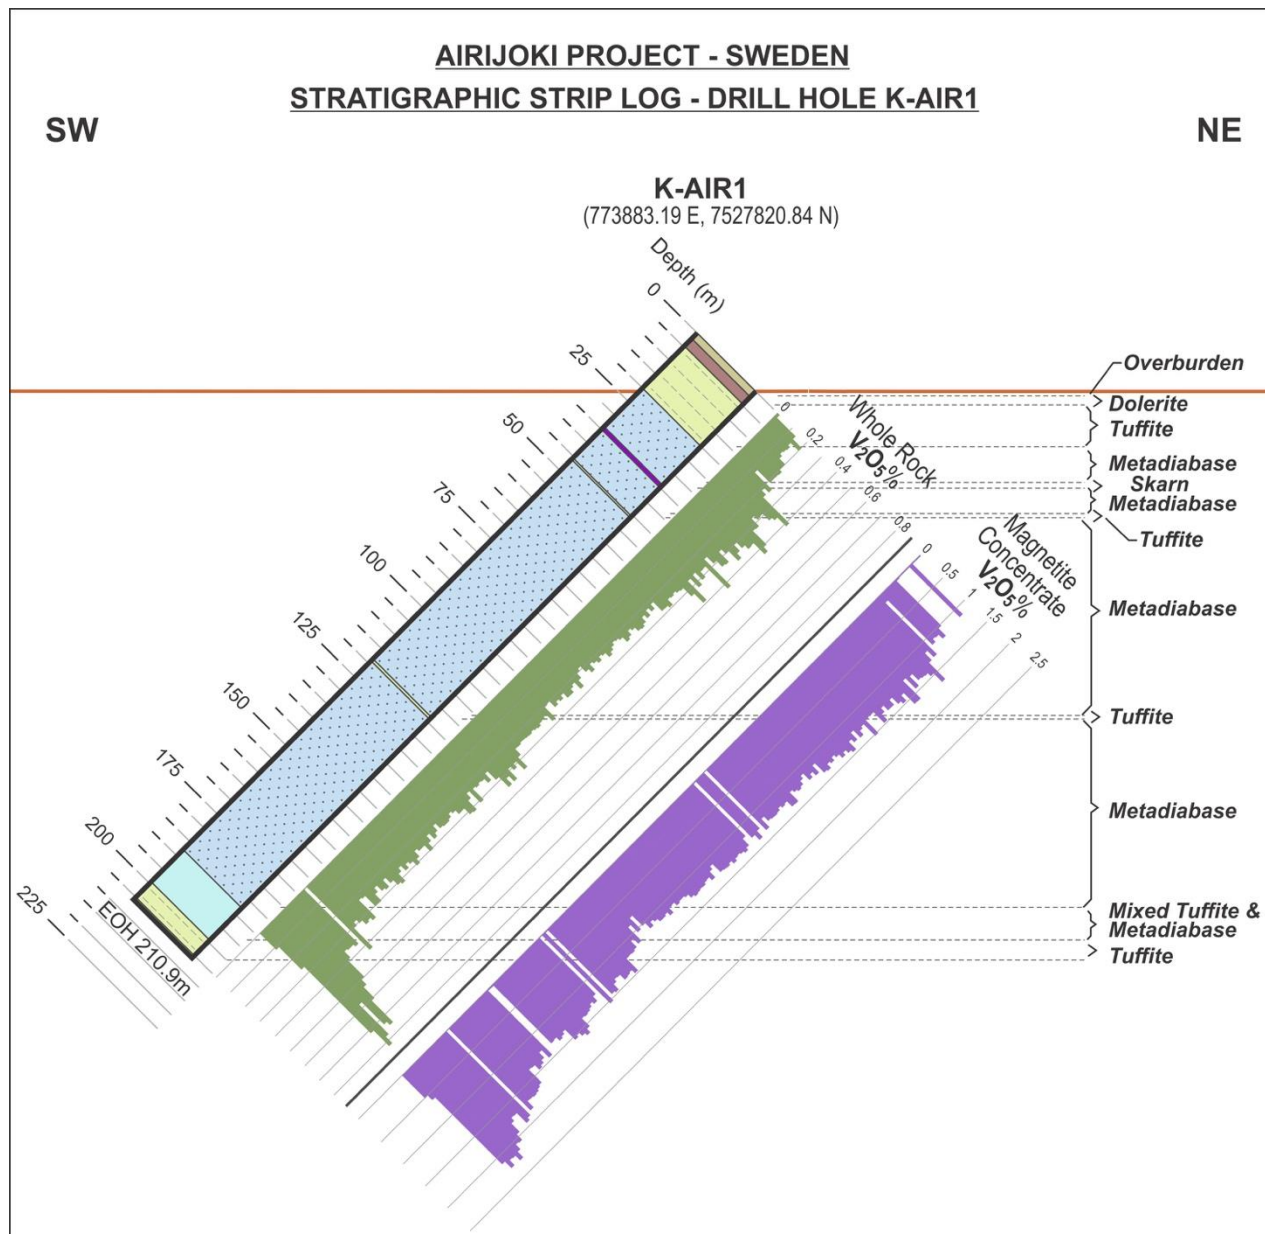 AIRIJOKI PROJECT - SWEDEN
STRATIGRAPHIC STRIP LOG - DRILL HOLE K-AIR1
SW
NE
K-AIR1
(773883.19 E, 7527820.84 N)
Depth (m)
0
25
50
75
100
125
150
175
200
225
EOH 210.9m
Whole Rock
V₂O₅%
0
0.2
0.4
0.6
0.8
Magnetite
Concentrate
V₂O₅%
0
0.5
1
1.5
2
2.5
Overburden
Dolerite
Tuffite
Metadiabase
Skarn
Metadiabase
Tuffite
Metadiabase
Tuffite
Metadiabase
Mixed Tuffite &
Metadiabase
Tuffite